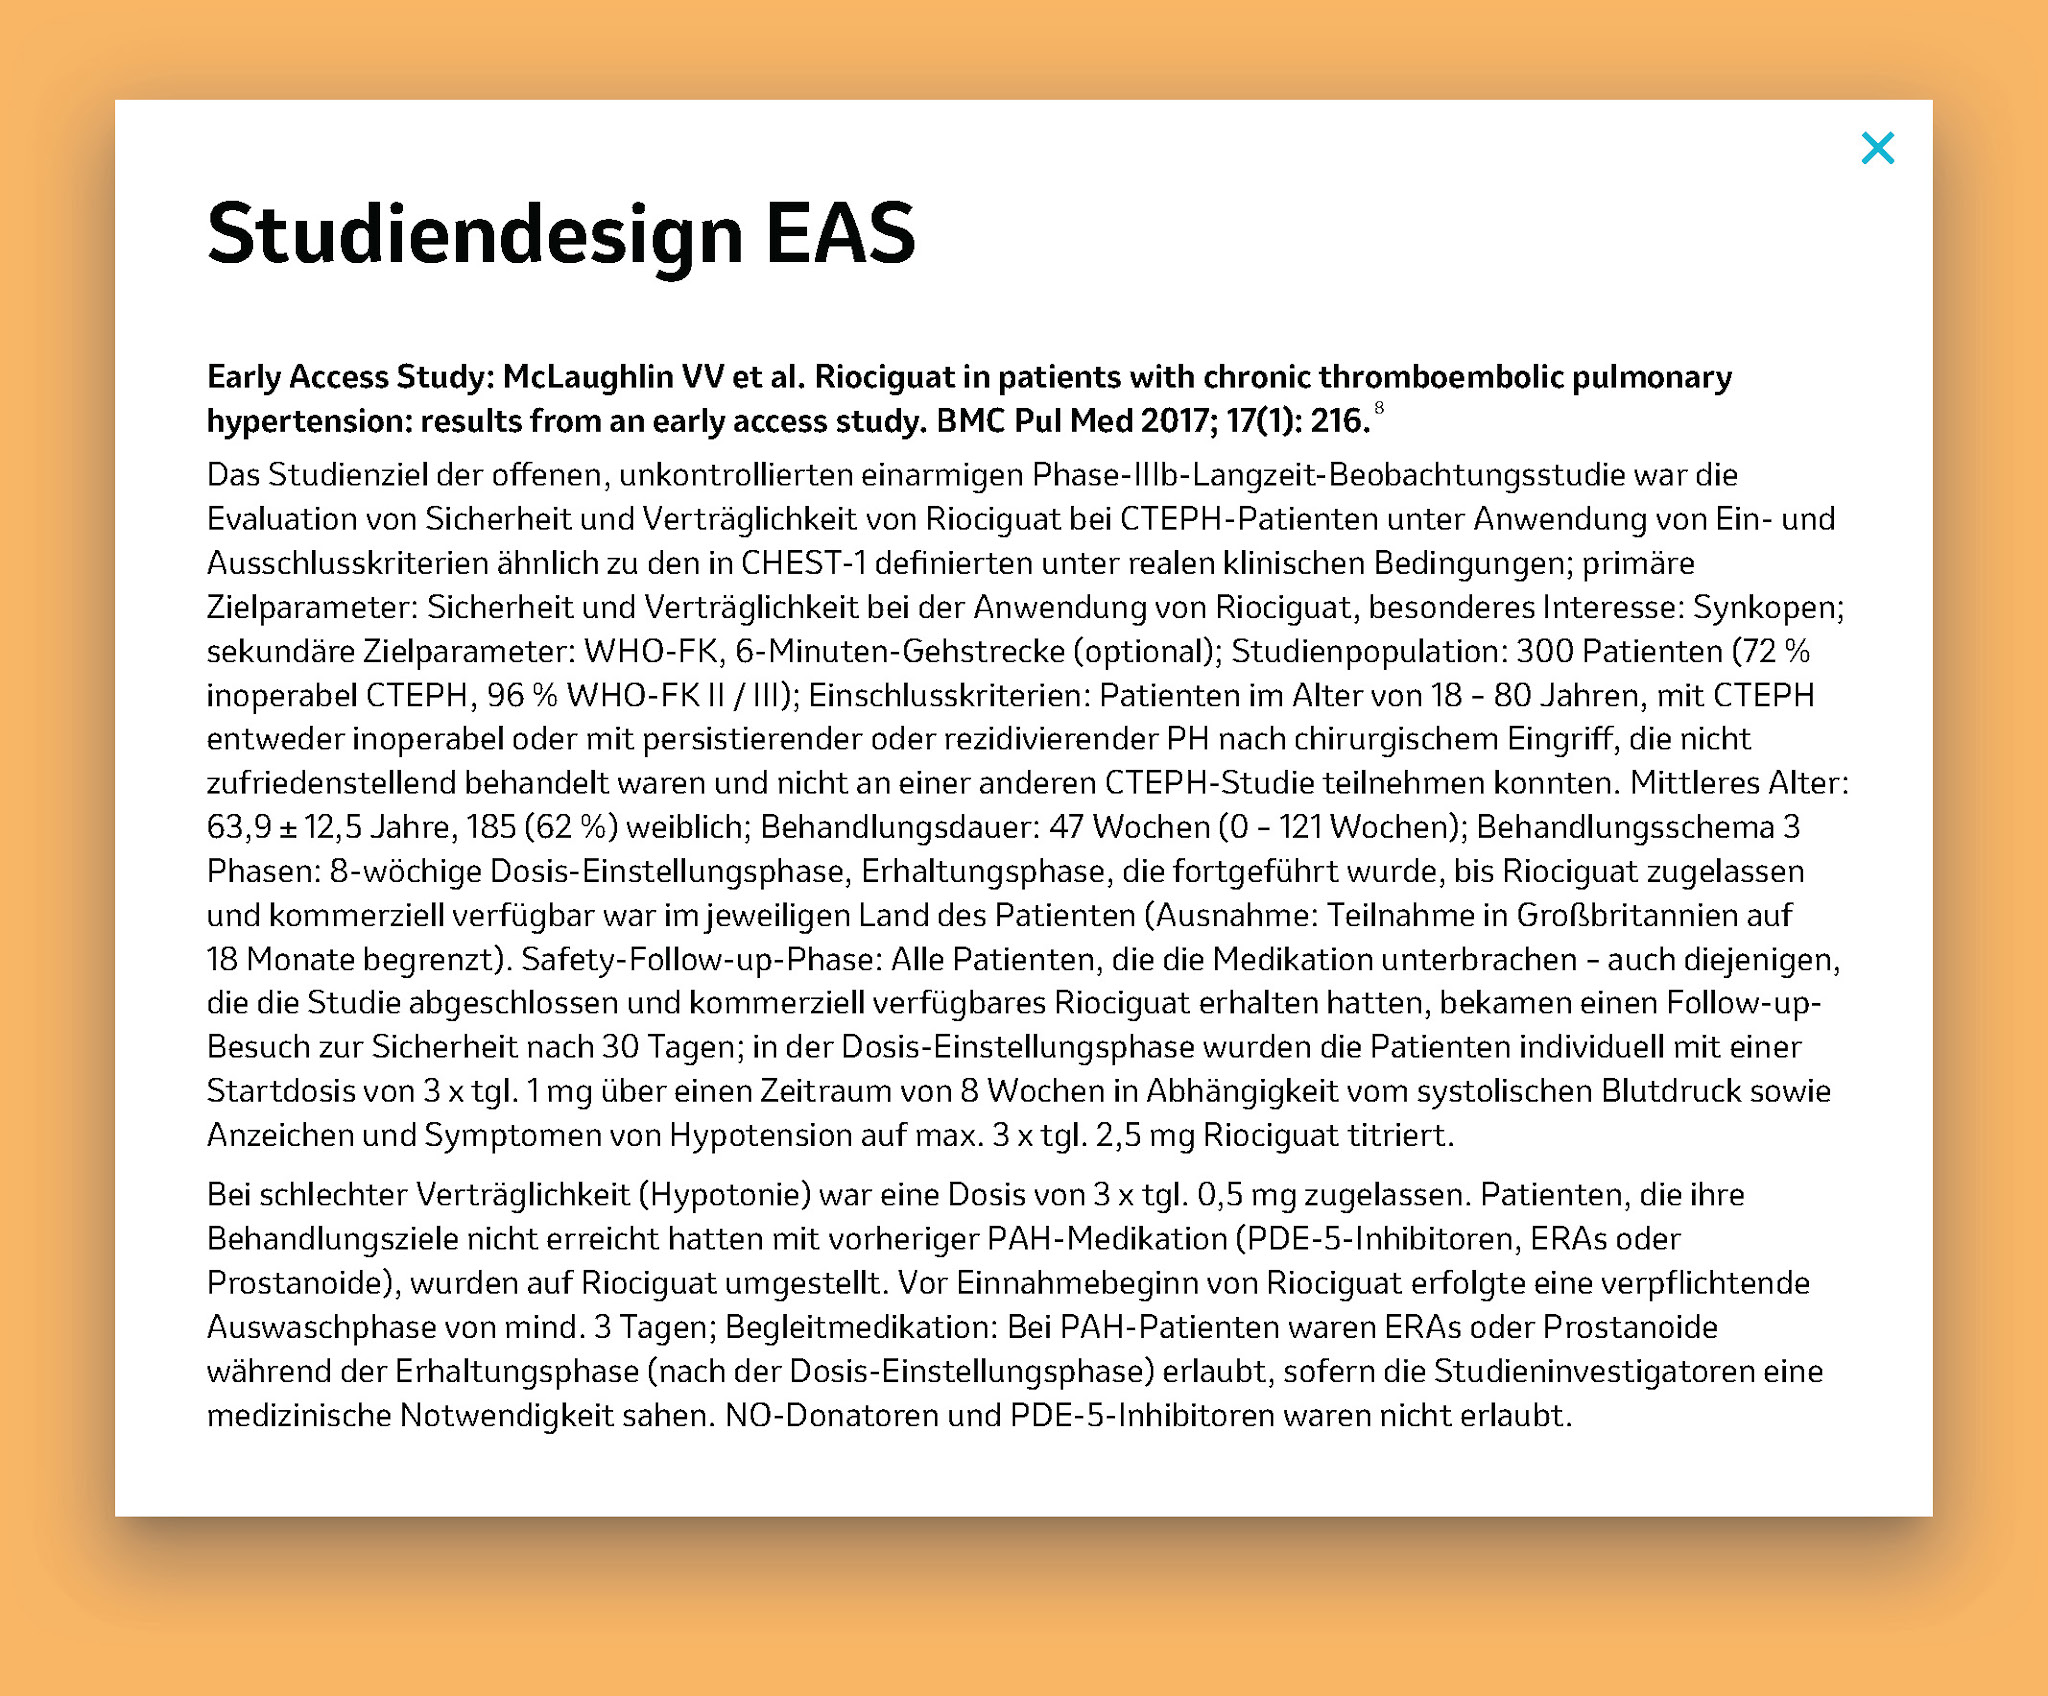 Studiendesign EAS
Early Access Study: McLaughlin VV et al. Riociguat in patients with chronic thromboembolic pulmonary
hypertension: results from an early access study. BMC Pul Med 2017; 17(1): 216.⁸
Das Studienziel der offenen, unkontrollierten einarmigen Phase-IIIb-Langzeit-Beobachtungsstudie war die
Evaluation von Sicherheit und Verträglichkeit von Riociguat bei CTEPH-Patienten unter Anwendung von Ein- und
Ausschlusskriterien ähnlich zu den in CHEST-1 definierten unter realen klinischen Bedingungen; primäre
Zielparameter: Sicherheit und Verträglichkeit bei der Anwendung von Riociguat, besonderes Interesse: Synkopen;
sekundäre Zielparameter: WHO-FK, 6-Minuten-Gehstrecke (optional); Studienpopulation: 300 Patienten (72 %
inoperabel CTEPH, 96 % WHO-FK II / III); Einschlusskriterien: Patienten im Alter von 18 – 80 Jahren, mit CTEPH
entweder inoperabel oder mit persistierender oder rezidivierender PH nach chirurgischem Eingriff, die nicht
zufriedenstellend behandelt waren und nicht an einer anderen CTEPH-Studie teilnehmen konnten. Mittleres Alter:
63,9 ± 12,5 Jahre, 185 (62 %) weiblich; Behandlungsdauer: 47 Wochen (0 – 121 Wochen); Behandlungsschema 3
Phasen: 8-wöchige Dosis-Einstellungsphase, Erhaltungsphase, die fortgeführt wurde, bis Riociguat zugelassen
und kommerziell verfügbar war im jeweiligen Land des Patienten (Ausnahme: Teilnahme in Großbritannien auf
18 Monate begrenzt). Safety-Follow-up-Phase: Alle Patienten, die die Medikation unterbrachen – auch diejenigen,
die die Studie abgeschlossen und kommerziell verfügbares Riociguat erhalten hatten, bekamen einen Follow-up-
Besuch zur Sicherheit nach 30 Tagen; in der Dosis-Einstellungsphase wurden die Patienten individuell mit einer
Startdosis von 3 x tgl. 1 mg über einen Zeitraum von 8 Wochen in Abhängigkeit vom systolischen Blutdruck sowie
Anzeichen und Symptomen von Hypotension auf max. 3 x tgl. 2,5 mg Riociguat titriert.
Bei schlechter Verträglichkeit (Hypotonie) war eine Dosis von 3 x tgl. 0,5 mg zugelassen. Patienten, die ihre
Behandlungsziele nicht erreicht hatten mit vorheriger PAH-Medikation (PDE-5-Inhibitoren, ERAs oder
Prostanoide), wurden auf Riociguat umgestellt. Vor Einnahmebeginn von Riociguat erfolgte eine verpflichtende
Auswaschphase von mind. 3 Tagen; Begleitmedikation: Bei PAH-Patienten waren ERAs oder Prostanoide
während der Erhaltungsphase (nach der Dosis-Einstellungsphase) erlaubt, sofern die Studieninvestigatoren eine
medizinische Notwendigkeit sahen. NO-Donatoren und PDE-5-Inhibitoren waren nicht erlaubt.